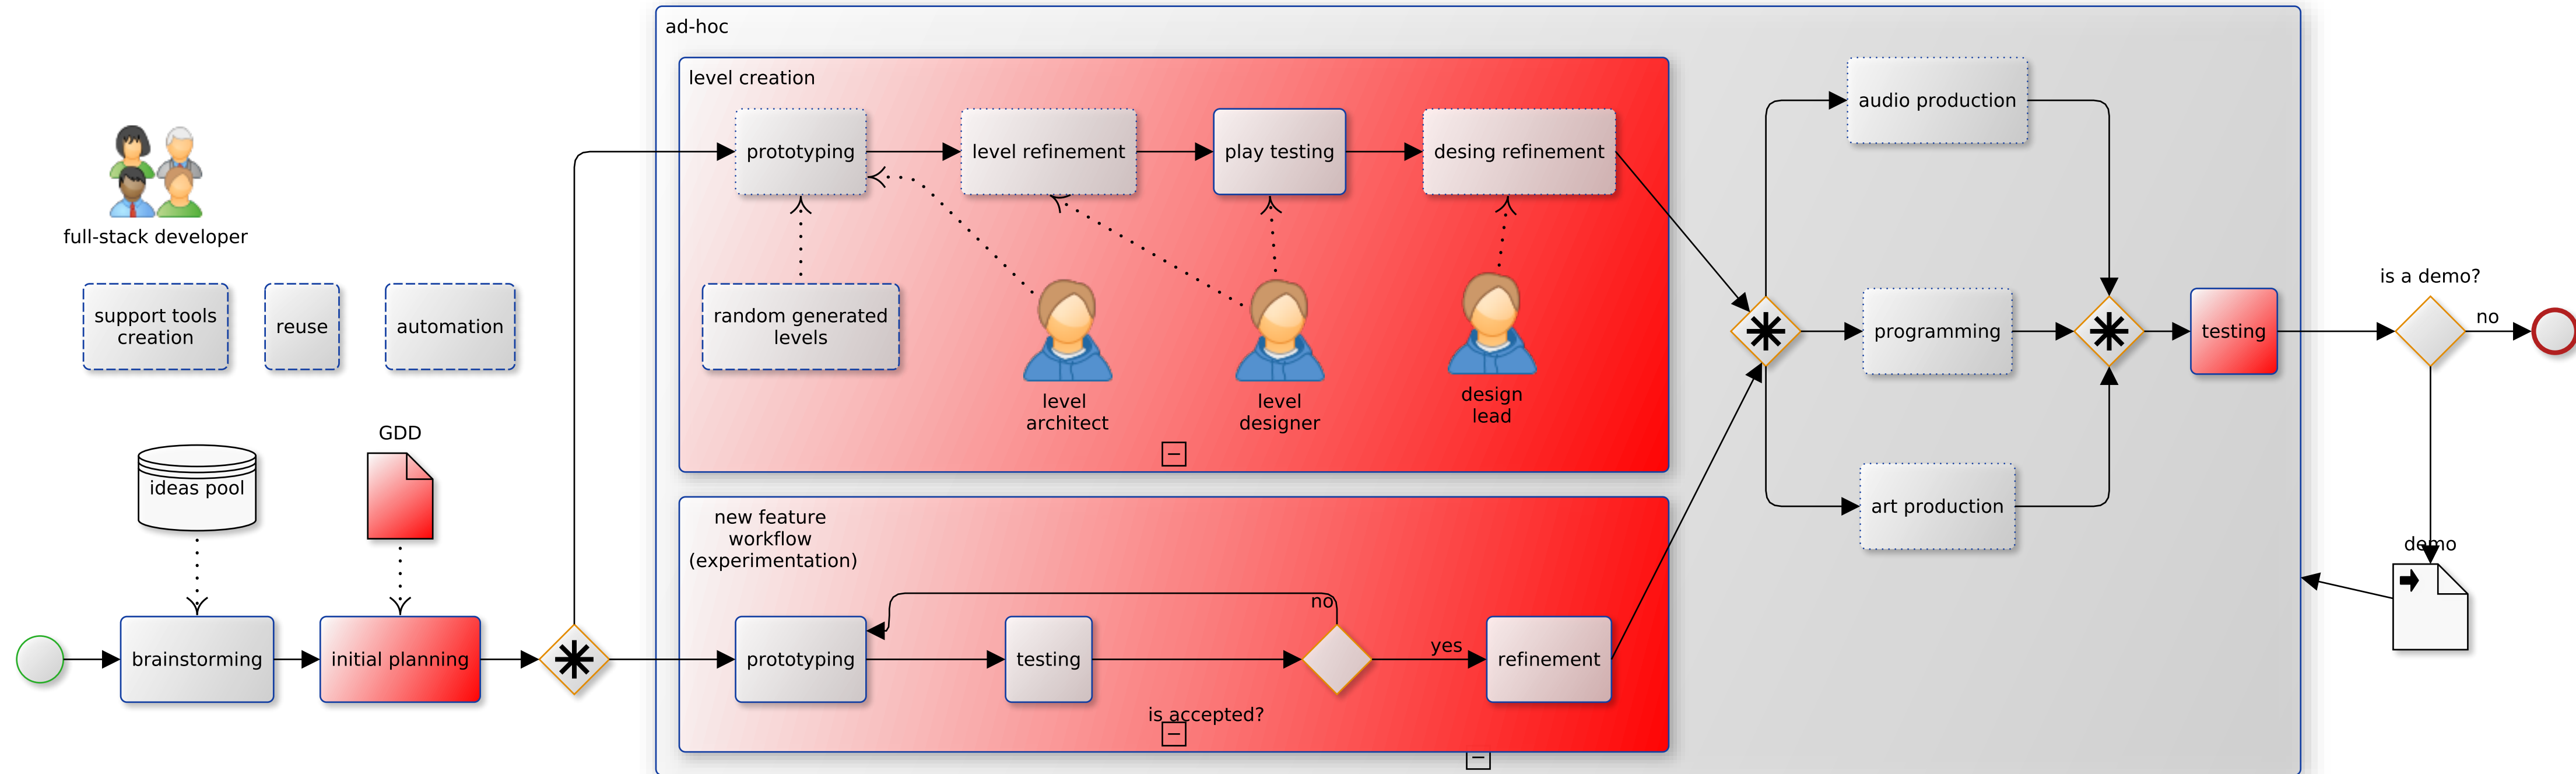 ad-hoc
level creation
prototyping
level refinement
play testing
desing refinement
audio production
full-stack developer
support tools
creation
reuse
automation
random generated
levels
level
architect
level
designer
design
lead
programming
testing
is a demo?
no
GDD
ideas pool
art production
new feature
workflow
(experimentation)
demo
no
brainstorming
initial planning
prototyping
testing
yes
refinement
is accepted?